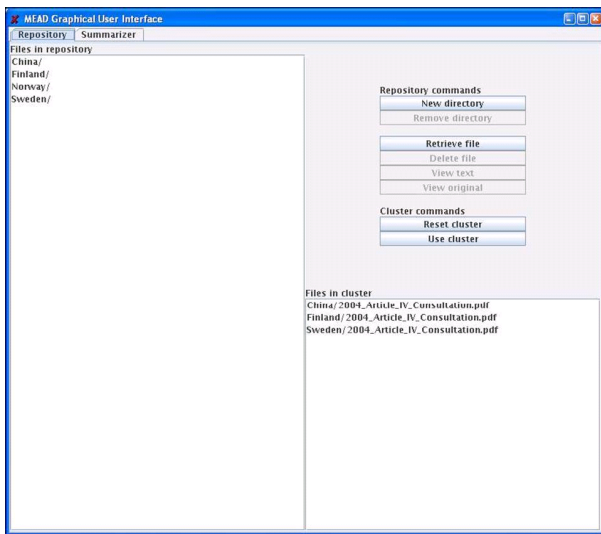 MEAD Graphical User Interface
Repository Summarizer
Files in repository
China/
Finland/
Norway/
Sweden/
Repository commands
New directory
Remove directory
Retrieve file
Delete file
View text
View original
Cluster commands
Reset cluster
Use cluster
Files in cluster
China/2004_Article_IV_Consultation.pdf
Finland/2004_Article_IV_Consultation.pdf
Sweden/2004_Article_IV_Consultation.pdf